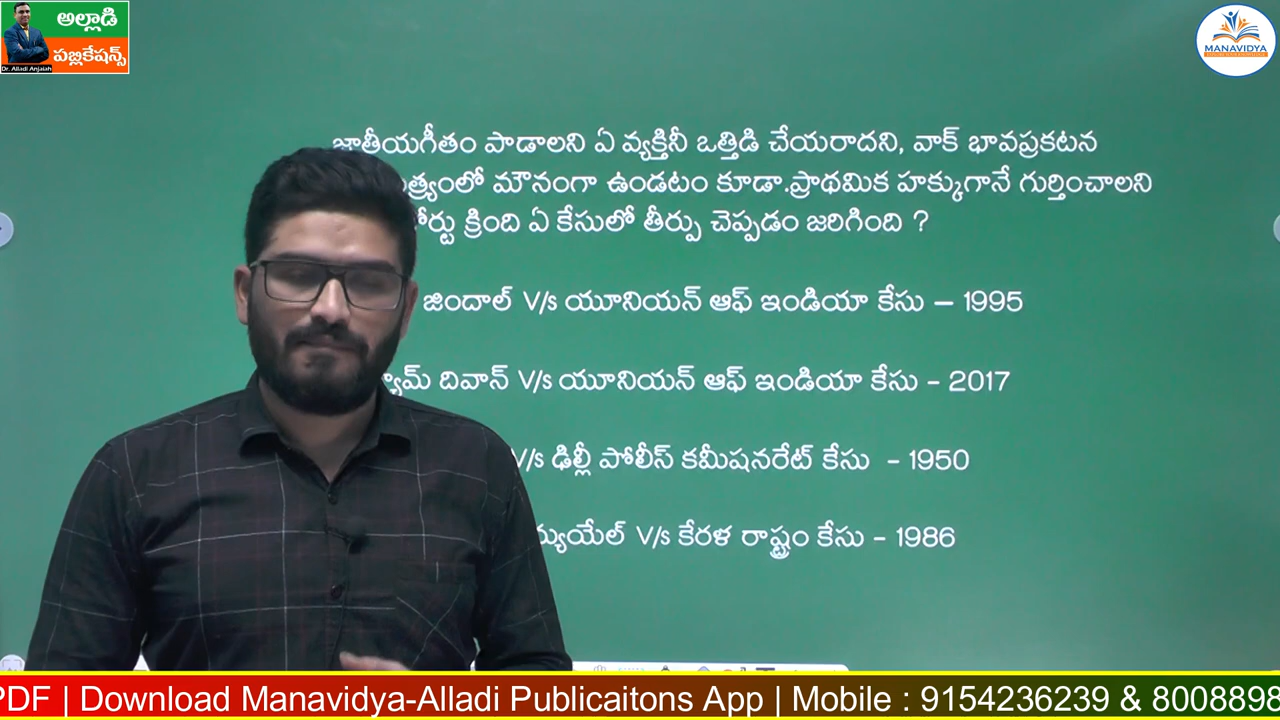 అల్లాడి
పబ్లికేషన్స్
Dr. Alladi Anjaiah
MANAVIDYA
జాతీయగీతం పాడాలని ఏ వ్యక్తినీ ఒత్తిడి చేయరాదని, వాక్ భావప్రకటన
మౌనంగా ఉండటం కూడా.ప్రాథమిక హక్కుగానే గుర్తించాలని
క్రింది ఏ కేసులో తీర్పు చెప్పడం జరిగింది ?
జిందాల్ V/s యూనియన్ ఆఫ్ ఇండియా కేసు – 1995
దివాన్ V/s యూనియన్ ఆఫ్ ఇండియా కేసు - 2017
V/s ఢిల్లీ పోలీస్ కమీషనరేట్ కేసు - 1950
V/s కేరళ రాష్ట్రం కేసు - 1986
PDF | Download Manavidya-Alladi Publicaitons App | Mobile : 9154236239 & 8008898